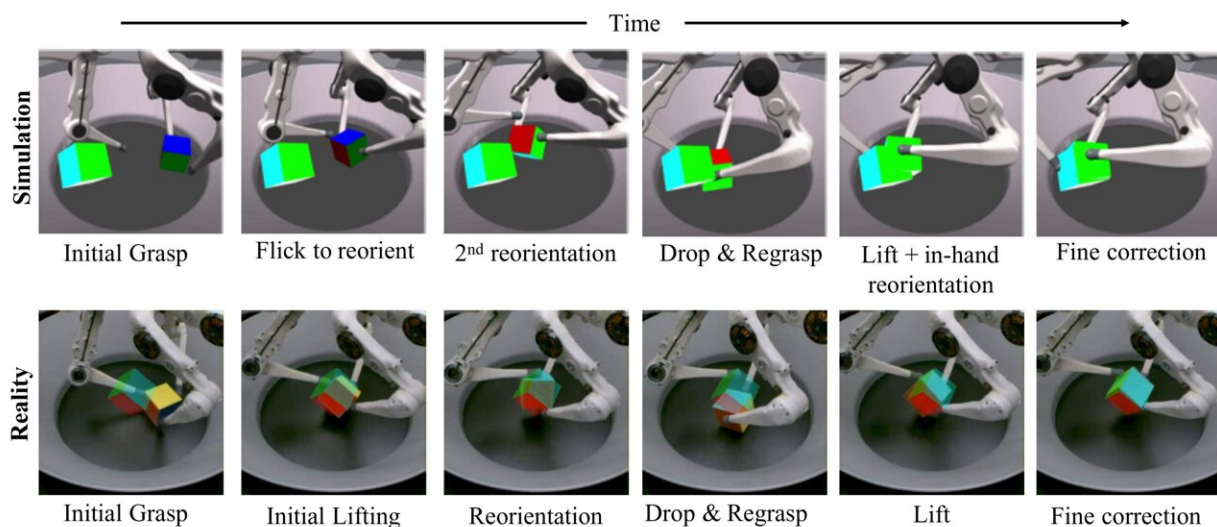 Time
Simulation
Initial Grasp
Flick to reorient
2nd reorientation
Drop & Regrasp
Lift + in-hand
reorientation
Fine correction
Reality
Initial Grasp
Initial Lifting
Reorientation
Drop & Regrasp
Lift
Fine correction